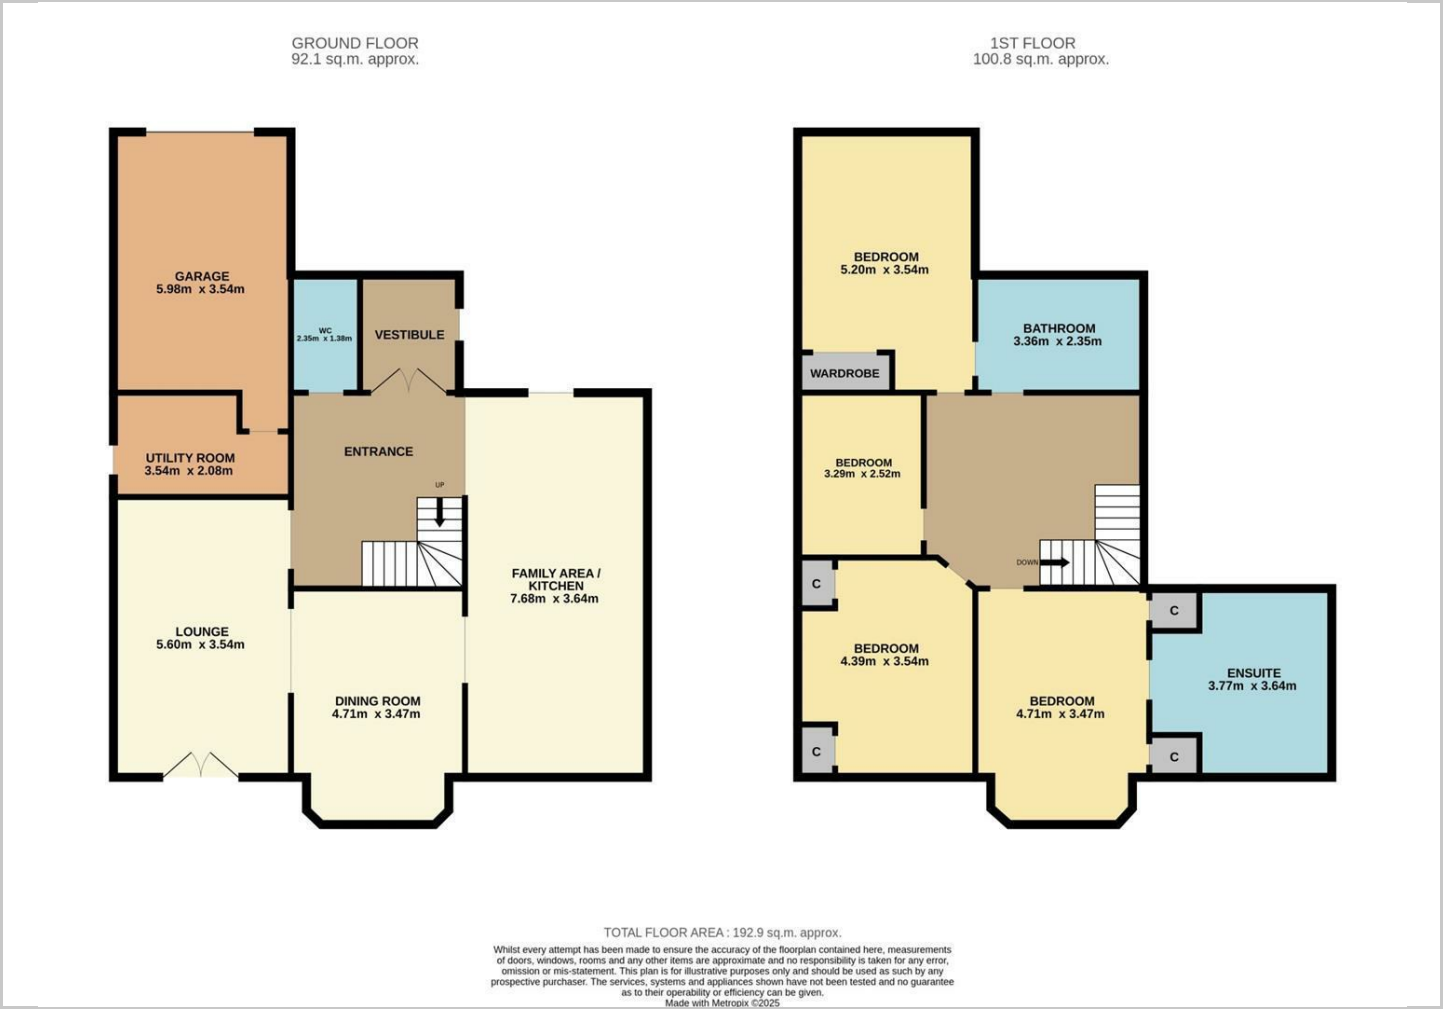 GROUND FLOOR
92.1 sq.m. approx.
1ST FLOOR
100.8 sq.m. approx.
GARAGE
5.98m x 3.54m
WC
2.35m x 1.38m
VESTIBULE
UTILITY ROOM
3.54m x 2.08m
ENTRANCE
UP
LOUNGE
5.60m x 3.54m
DINING ROOM
4.71m x 3.47m
FAMILY AREA /
KITCHEN
7.68m x 3.64m
BEDROOM
5.20m x 3.54m
WARDROBE
BATHROOM
3.36m x 2.35m
BEDROOM
3.29m x 2.52m
DOWN
C
BEDROOM
4.39m x 3.54m
C
BEDROOM
4.71m x 3.47m
C
ENSUITE
3.77m x 3.64m
C
TOTAL FLOOR AREA : 192.9 sq.m. approx.
Whilst every attempt has been made to ensure the accuracy of the floorplan contained here, measurements
of doors, windows, rooms and any other items are approximate and no responsibility is taken for any error,
omission or mis-statement. This plan is for illustrative purposes only and should be used as such by any
prospective purchaser. The services, systems and appliances shown have not been tested and no guarantee
as to their operability or efficiency can be given.
Made with Metropix ©2025